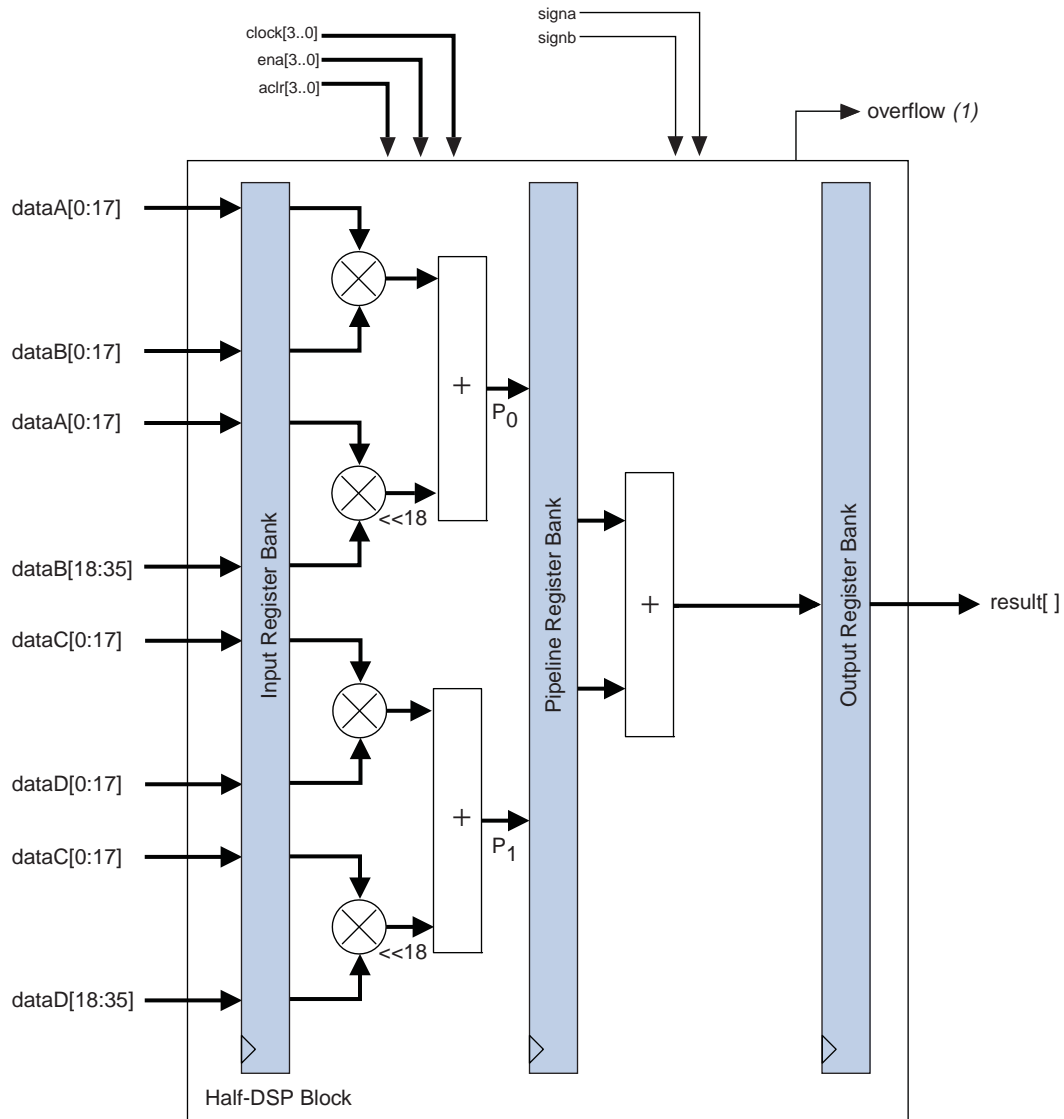 clock[3..0]
ena[3..0]
aclr[3..0]
signa
signb
overflow (1)
dataA[0:17]
dataB[0:17]
dataA[0:17]
dataB[18:35]
dataC[0:17]
dataD[0:17]
dataC[0:17]
dataD[18:35]
Input Register Bank
<<18
<<18
+
P0
+
P1
Pipeline Register Bank
+
Output Register Bank
result[ ]
Half-DSP Block